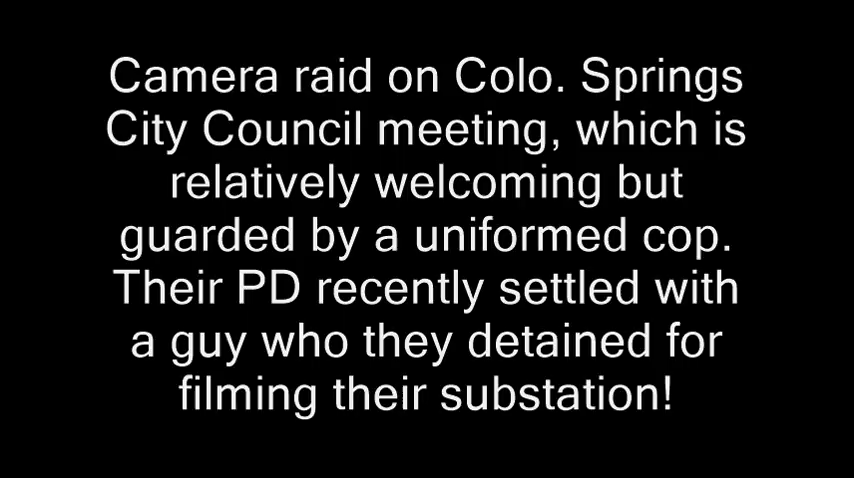 Camera raid on Colo. Springs
City Council meeting, which is
relatively welcoming but
guarded by a uniformed cop.
Their PD recently settled with
a guy who they detained for
filming their substation!